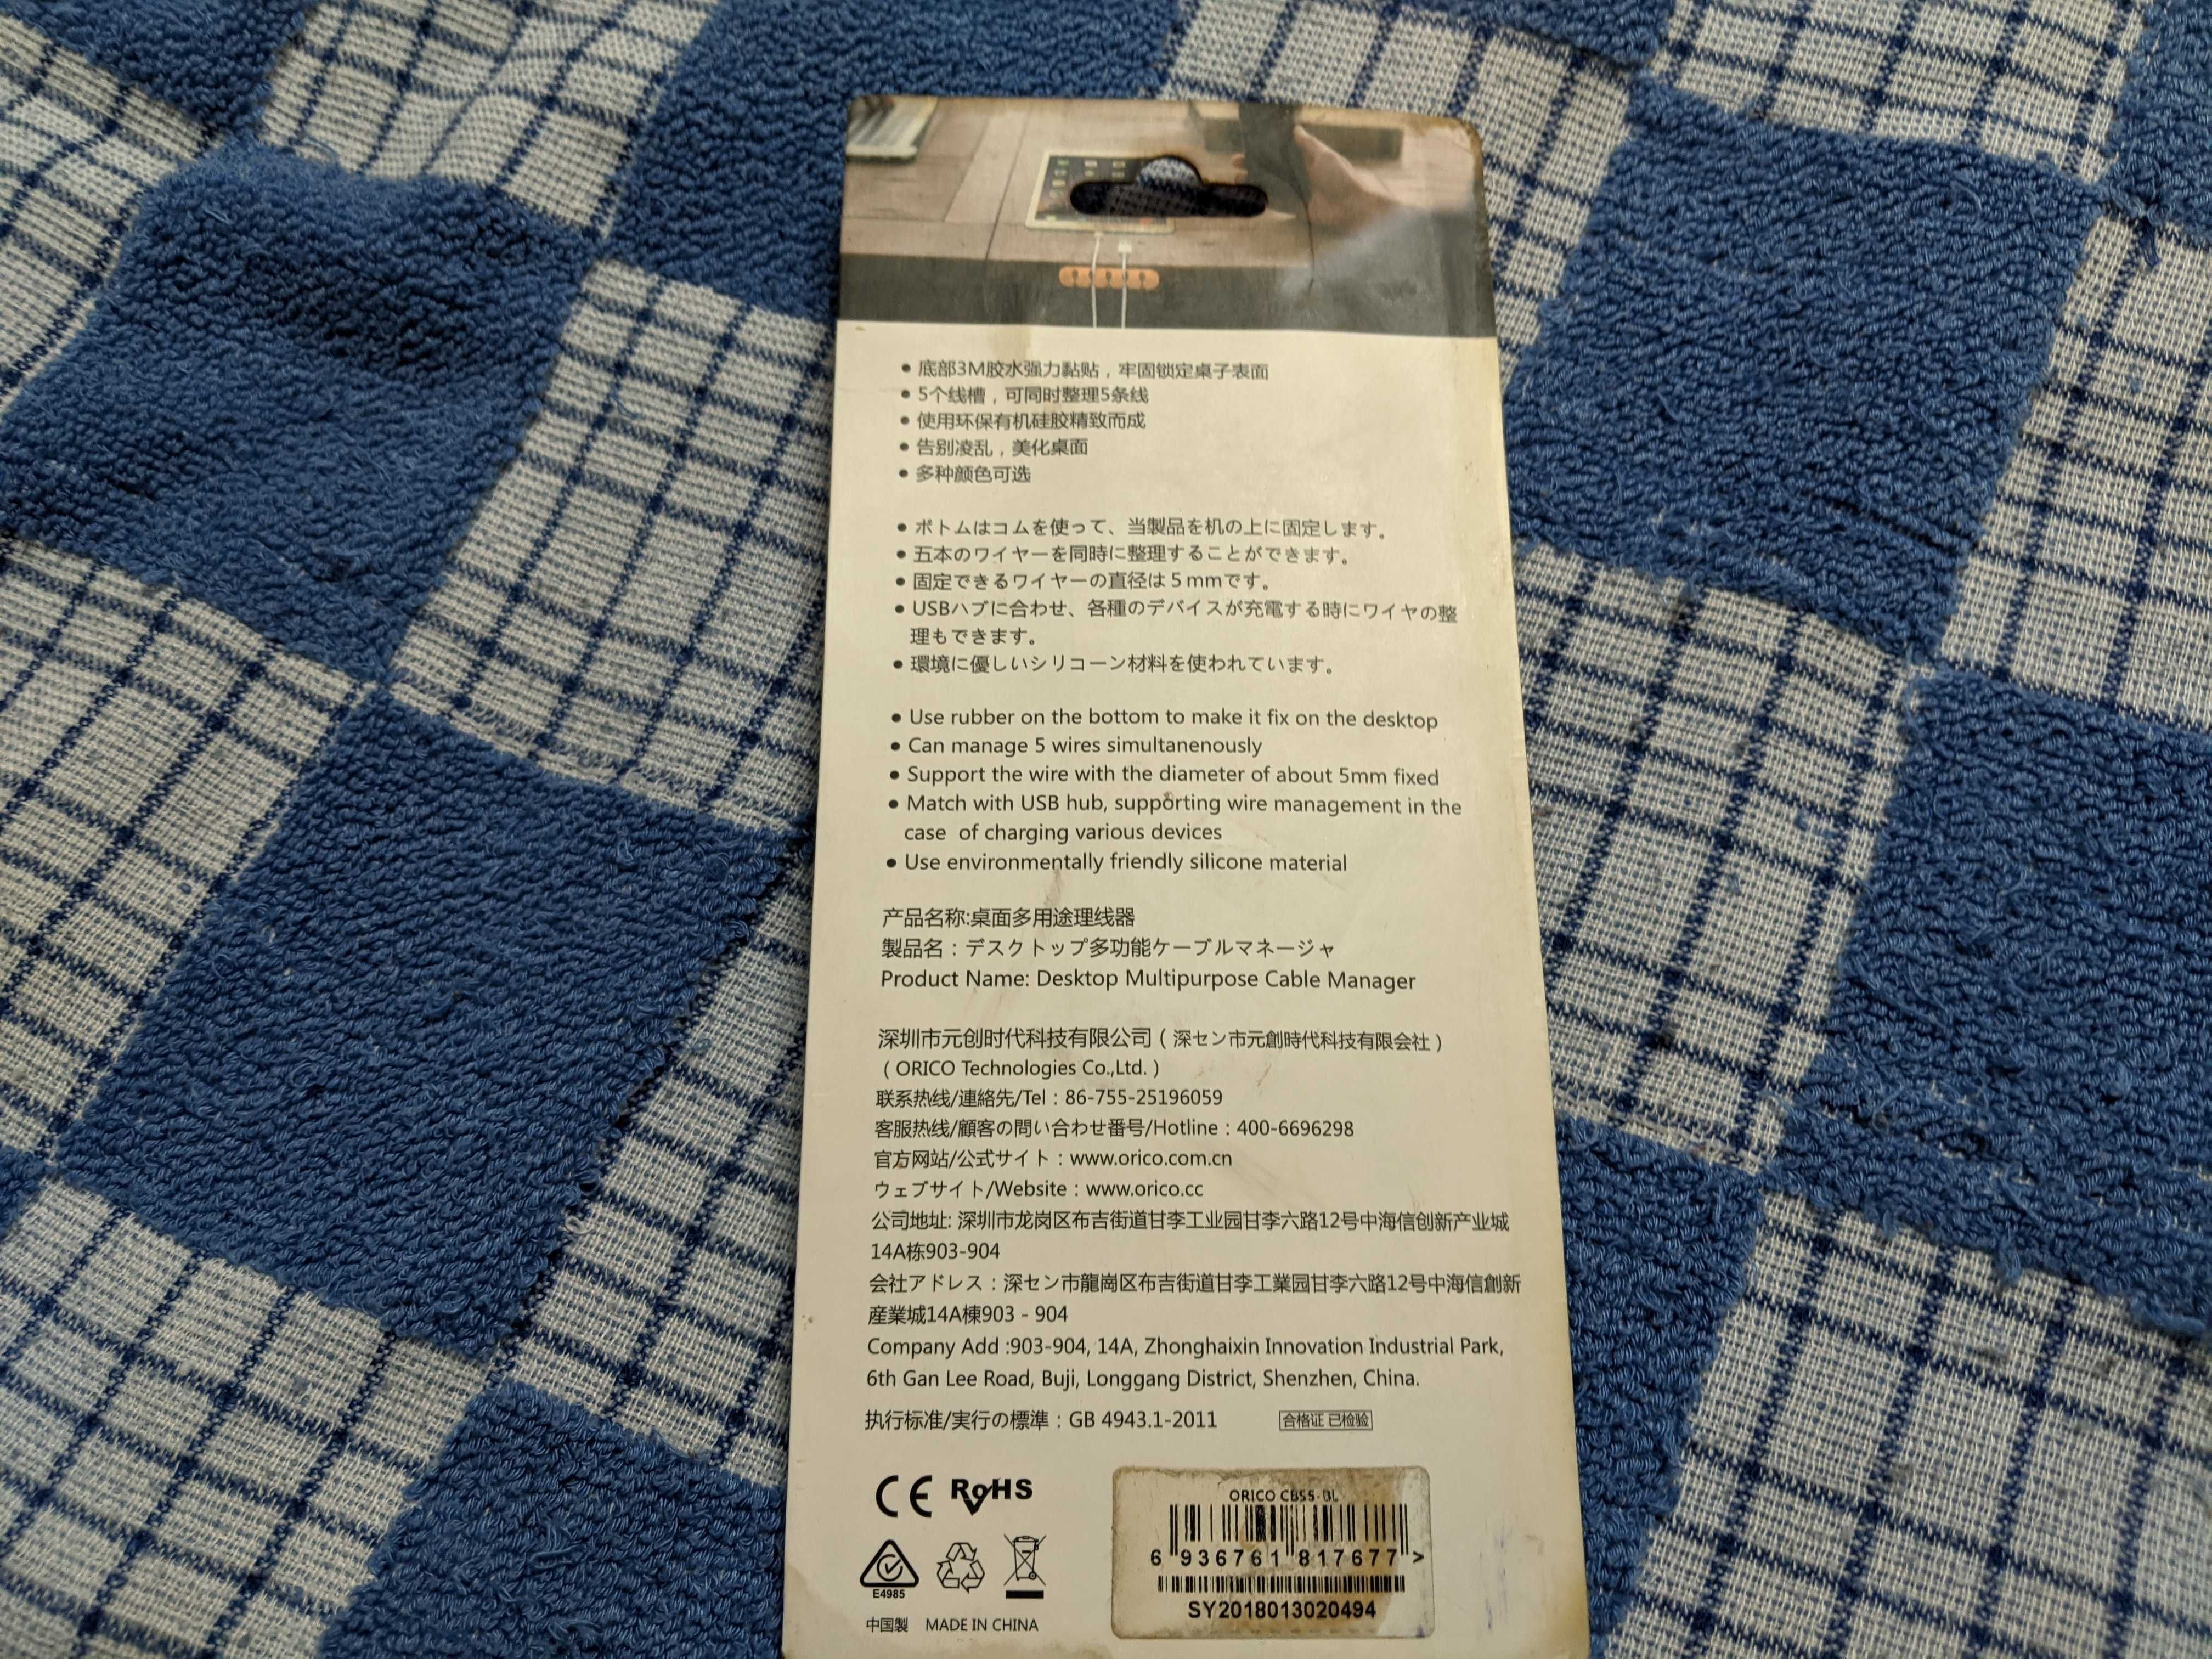 ● 底部3M胶水强力黏贴，牢固锁定桌子表面
● 5个线槽，可同时整理5条线
● 使用环保有机硅胶精致而成
● 告别凌乱，美化桌面
● 多种颜色可选
● ボトムはコムを使って、当製品を机の上に固定します。
● 五本のワイヤーを同時に整理することができます。
● 固定できるワイヤーの直径は5mmです。
● USBハブに合わせ、各種のデバイスが充電する時にワイヤの整
理もできます。
● 環境に優しいシリコーン材料を使われています。
● Use rubber on the bottom to make it fix on the desktop
● Can manage 5 wires simultanenously
● Support the wire with the diameter of about 5mm fixed
● Match with USB hub, supporting wire management in the
case of charging various devices
● Use environmentally friendly silicone material
产品名称:桌面多用途理线器
製品名：デスクトップ多功能ケーブルマネージャ
Product Name: Desktop Multipurpose Cable Manager
深圳市元创时代科技有限公司（深セン市元創時代科技有限会社）
（ORICO Technologies Co.,Ltd.）
联系热线/連絡先/Tel：86-755-25196059
客服热线/顧客の問い合わせ番号/Hotline：400-6696298
官方网站/公式サイト：www.orico.com.cn
ウェブサイト/Website：www.orico.cc
公司地址: 深圳市龙岗区布吉街道甘李工业园甘李六路12号中海信创新产业城
14A栋903-904
会社アドレス：深セン市龍崗区布吉街道甘李工業园甘李六路12号中海信創新
産業城14A棟903 - 904
Company Add :903-904, 14A, Zhonghaixin Innovation Industrial Park,
6th Gan Lee Road, Buji, Longgang District, Shenzhen, China.
执行标准/実行の標準：GB 4943.1-2011 合格证 已检验
CE RoHS
E4985
中国製 MADE IN CHINA
ORICO CBS5-BL
6 936761 817677 >
SY2018013020494